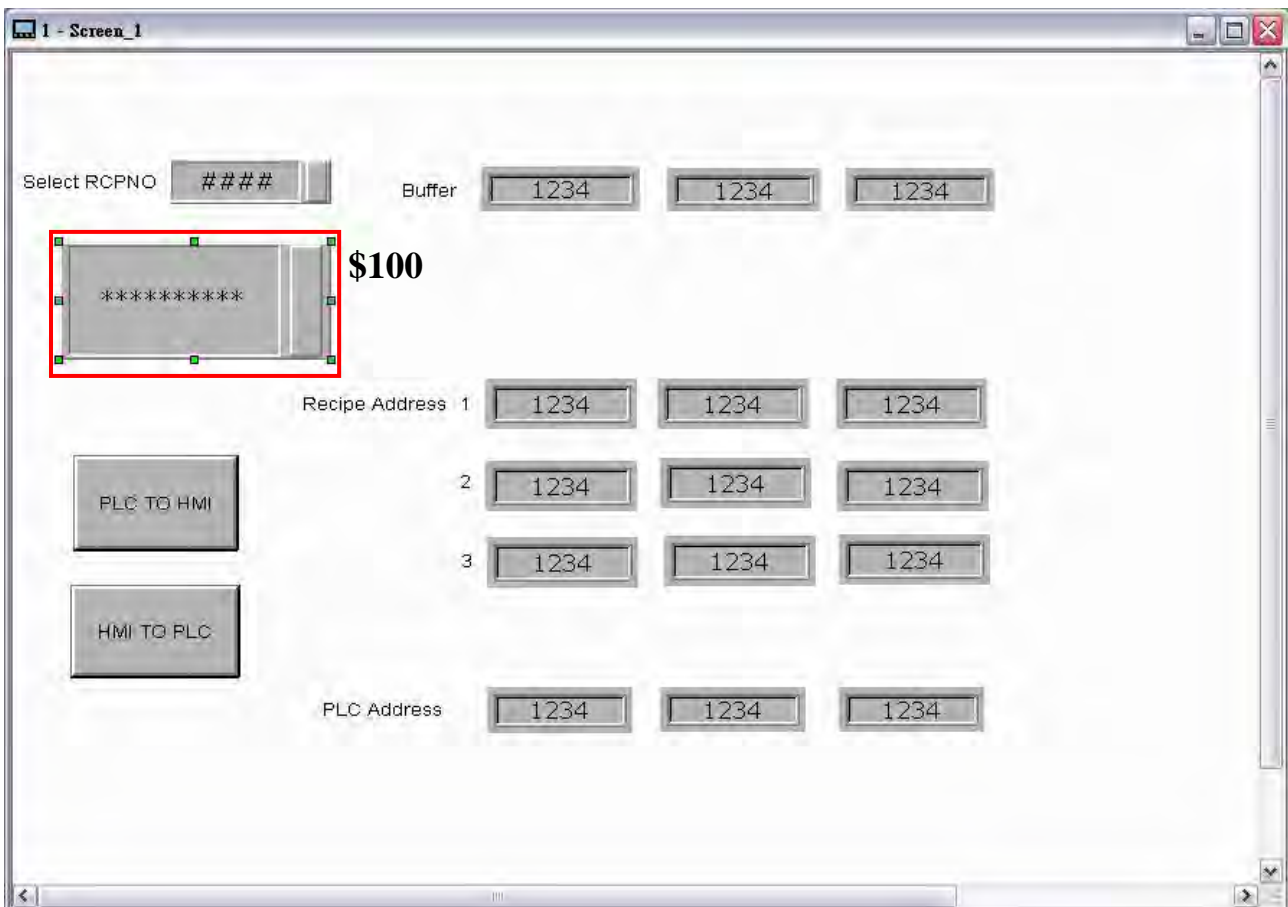 1 - Screen_1
Select RCPNO #### Buffer 1234 1234 1234
$100
**********
Recipe Address 1 1234 1234 1234
2 1234 1234 1234
PLC TO HMI
3 1234 1234 1234
HMI TO PLC
PLC Address 1234 1234 1234